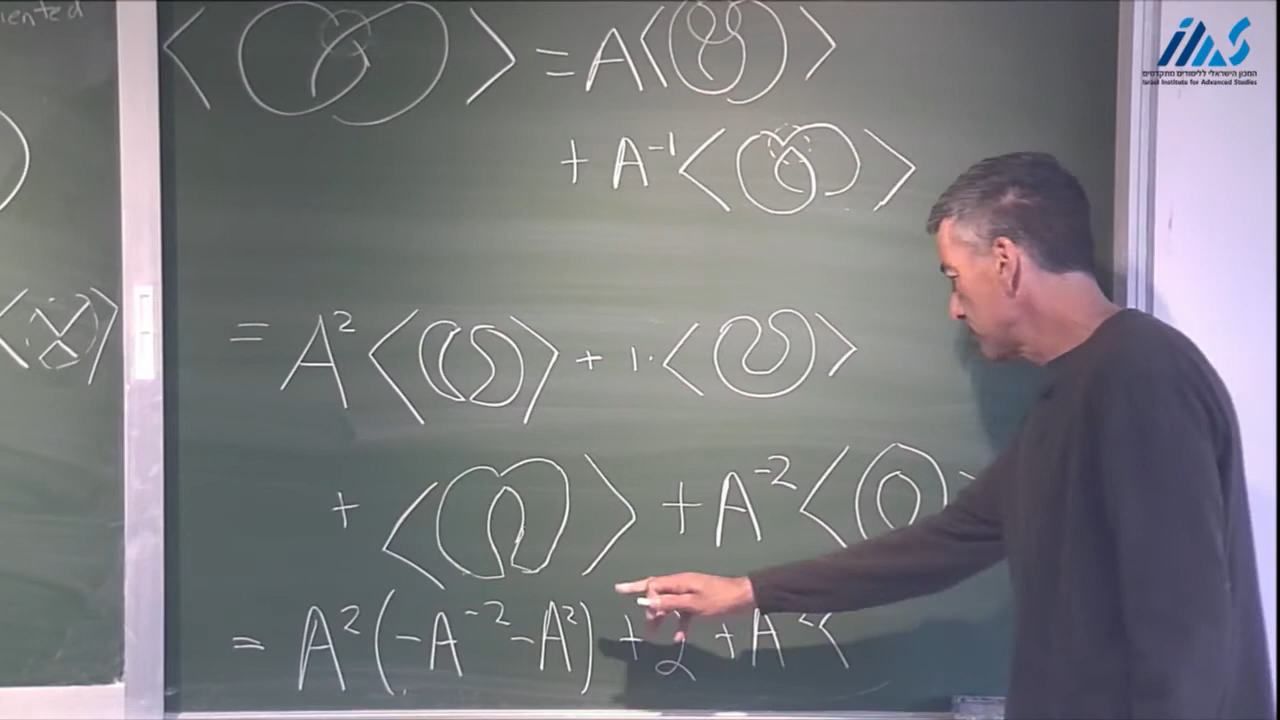 iented
⟨ ⟩ = A⟨ ⟩
+ A⁻¹⟨ ⟩
⟨ ⟩
= A²⟨ ⟩ + 1·⟨ ⟩
+ ⟨ ⟩ + A⁻²⟨ ⟩
= A²(-A⁻² - A²) + 2 + A
המכון הישראלי ללימודים מתקדמים
Israel Institute for Advanced Studies